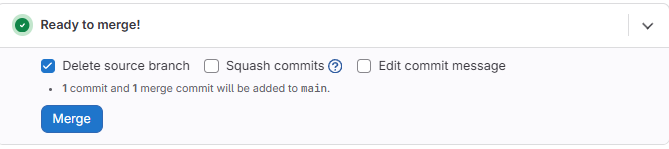 Ready to merge!
Delete source branch Squash commits ? Edit commit message
• 1 commit and 1 merge commit will be added to main.
Merge